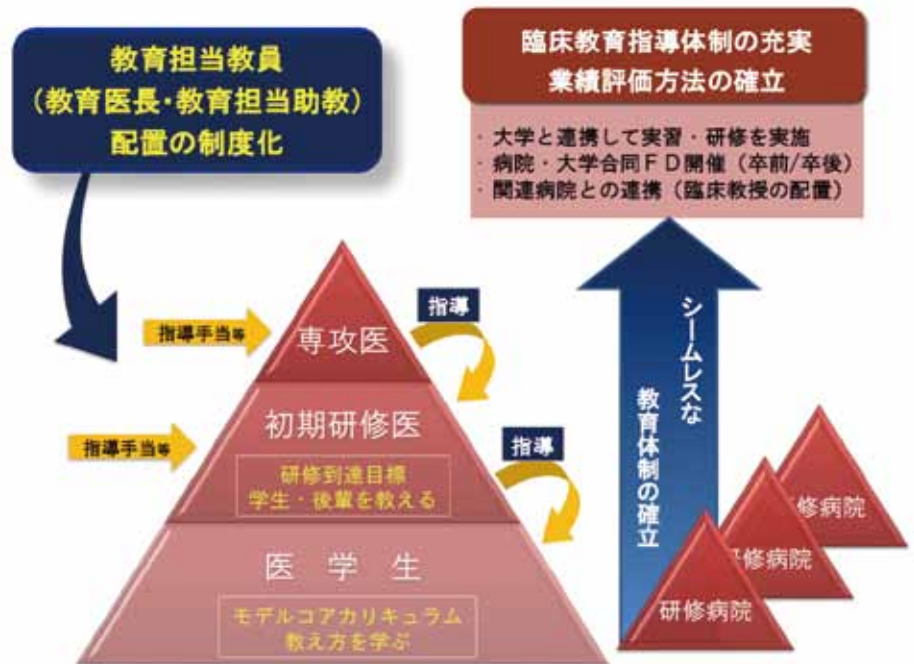 教育担当教員
（教育医長・教育担当助教）
配置の制度化
臨床教育指導体制の充実
業績評価方法の確立
・大学と連携して実習・研修を実施
・病院・大学合同ＦＤ開催（卒前/卒後）
・関連病院との連携（臨床教授の配置）
指導手当等
専攻医
指導
指導手当等
初期研修医
研修到達目標
学生・後輩を教える
指導
医学生
モデルコアカリキュラム
教え方を学ぶ
シームレスな
教育体制の確立
研修病院
研修病院
研修病院